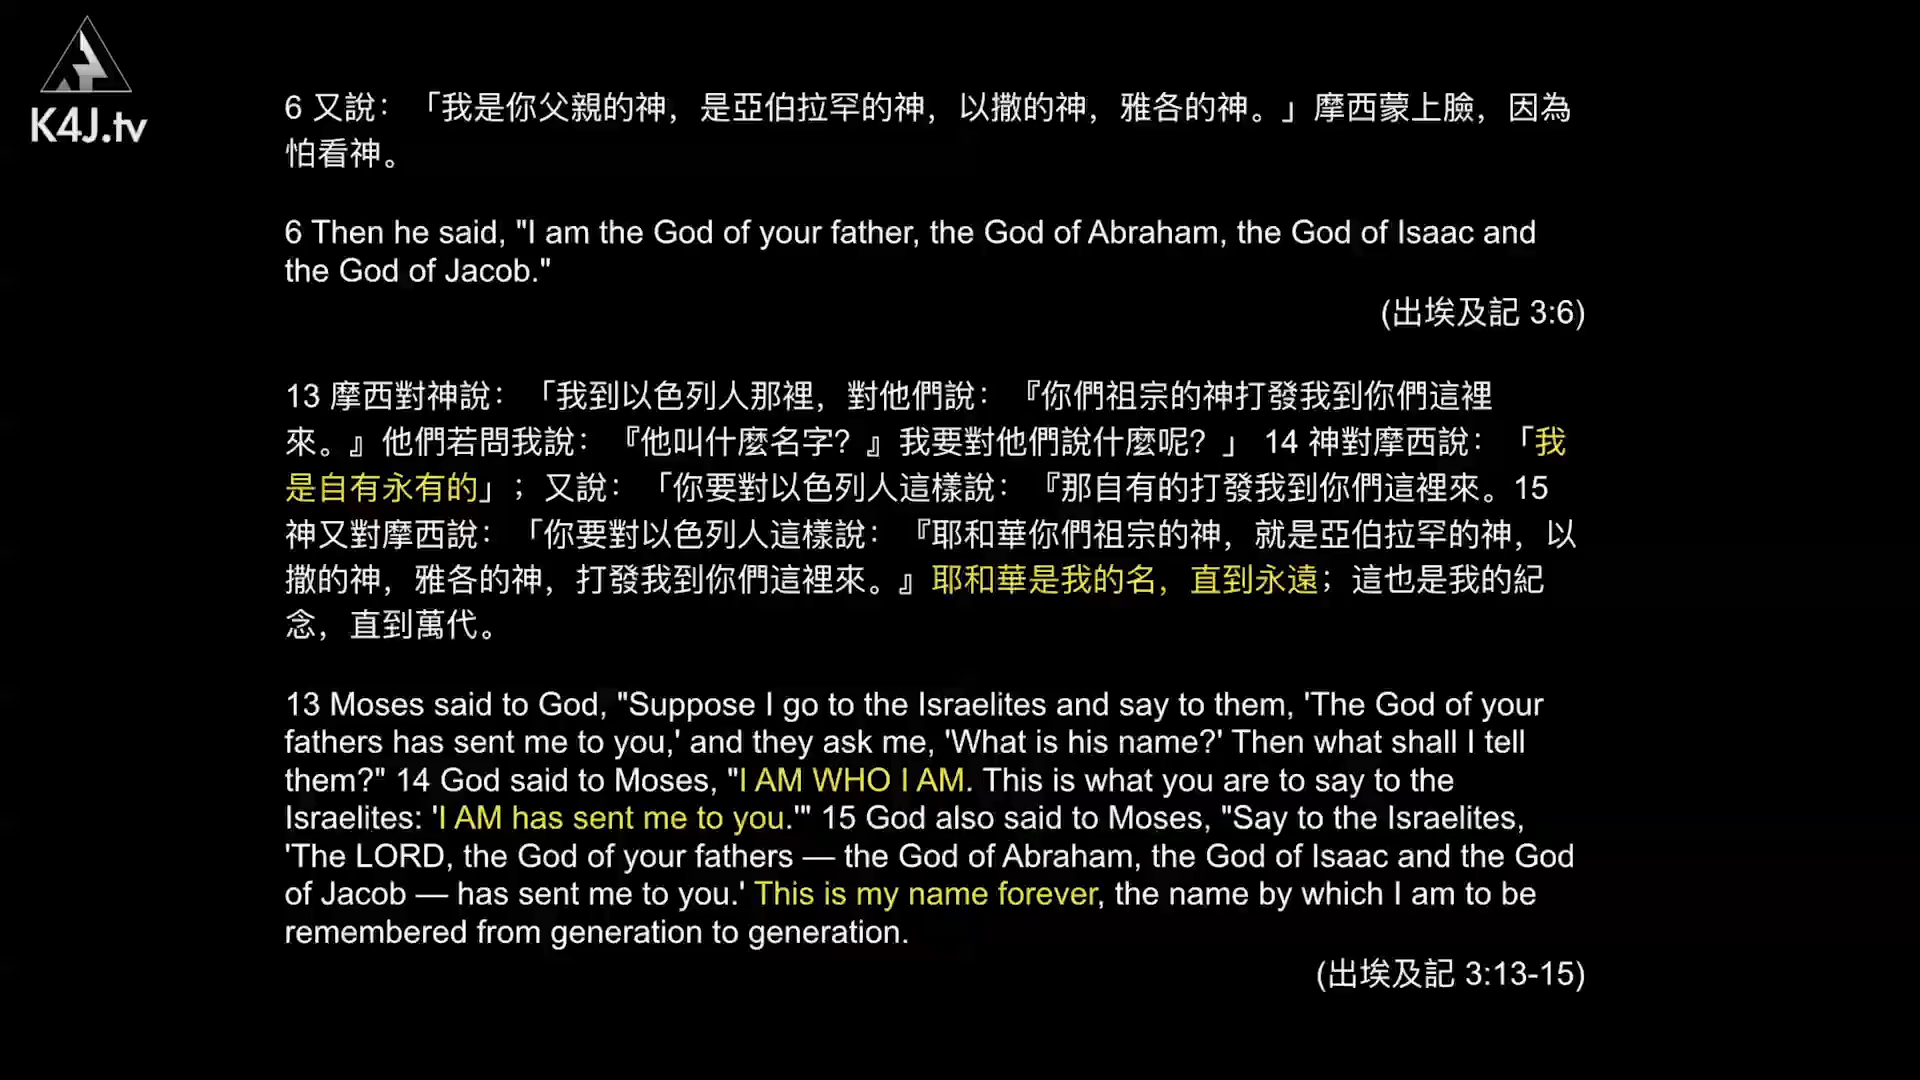 K4J.tv
6 又說：「我是你父親的神，是亞伯拉罕的神，以撒的神，雅各的神。」摩西蒙上臉，因為
怕看神。
6 Then he said, "I am the God of your father, the God of Abraham, the God of Isaac and
the God of Jacob."
(出埃及記 3:6)
13 摩西對神說：「我到以色列人那裡，對他們說：『你們祖宗的神打發我到你們這裡
來。』他們若問我說：『他叫什麼名字？』我要對他們說什麼呢？」 14 神對摩西說：「我
是自有永有的」；又說：「你要對以色列人這樣說：『那自有的打發我到你們這裡來。15
神又對摩西說：「你要對以色列人這樣說：『耶和華你們祖宗的神，就是亞伯拉罕的神，以
撒的神，雅各的神，打發我到你們這裡來。』耶和華是我的名，直到永遠；這也是我的紀
念，直到萬代。
13 Moses said to God, "Suppose I go to the Israelites and say to them, 'The God of your
fathers has sent me to you,' and they ask me, 'What is his name?' Then what shall I tell
them?" 14 God said to Moses, "I AM WHO I AM. This is what you are to say to the
Israelites: 'I AM has sent me to you.'" 15 God also said to Moses, "Say to the Israelites,
'The LORD, the God of your fathers — the God of Abraham, the God of Isaac and the God
of Jacob — has sent me to you.' This is my name forever, the name by which I am to be
remembered from generation to generation.
(出埃及記 3:13-15)